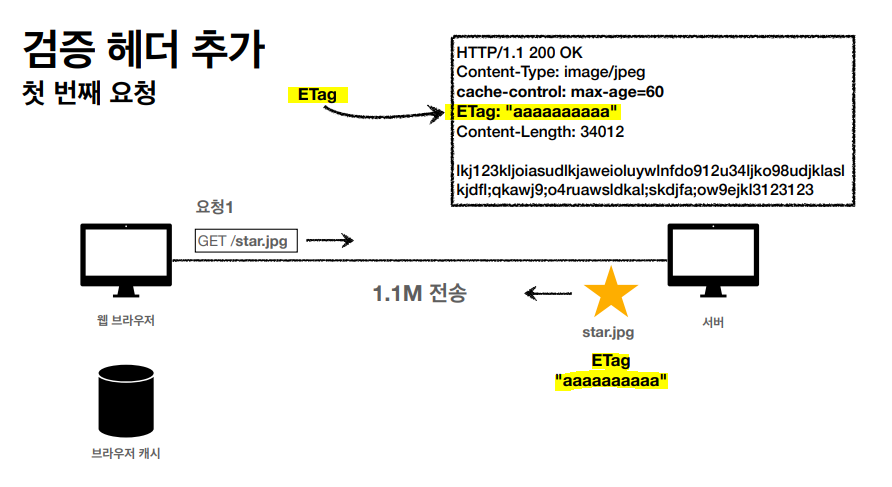 검증 헤더 추가
첫 번째 요청
ETag
HTTP/1.1 200 OK
Content-Type: image/jpeg
cache-control: max-age=60
ETag: "aaaaaaaaaa"
Content-Length: 34012
lkj123kljoiasudlkjaweioluywlnfdo912u34ljko98udjklasl
kjdfl;qkawj9;o4ruawsldkal;skdjfa;ow9ejkl3123123
요청1
GET /star.jpg
1.1M 전송
웹 브라우저
서버
star.jpg
ETag
"aaaaaaaaaa"
브라우저 캐시